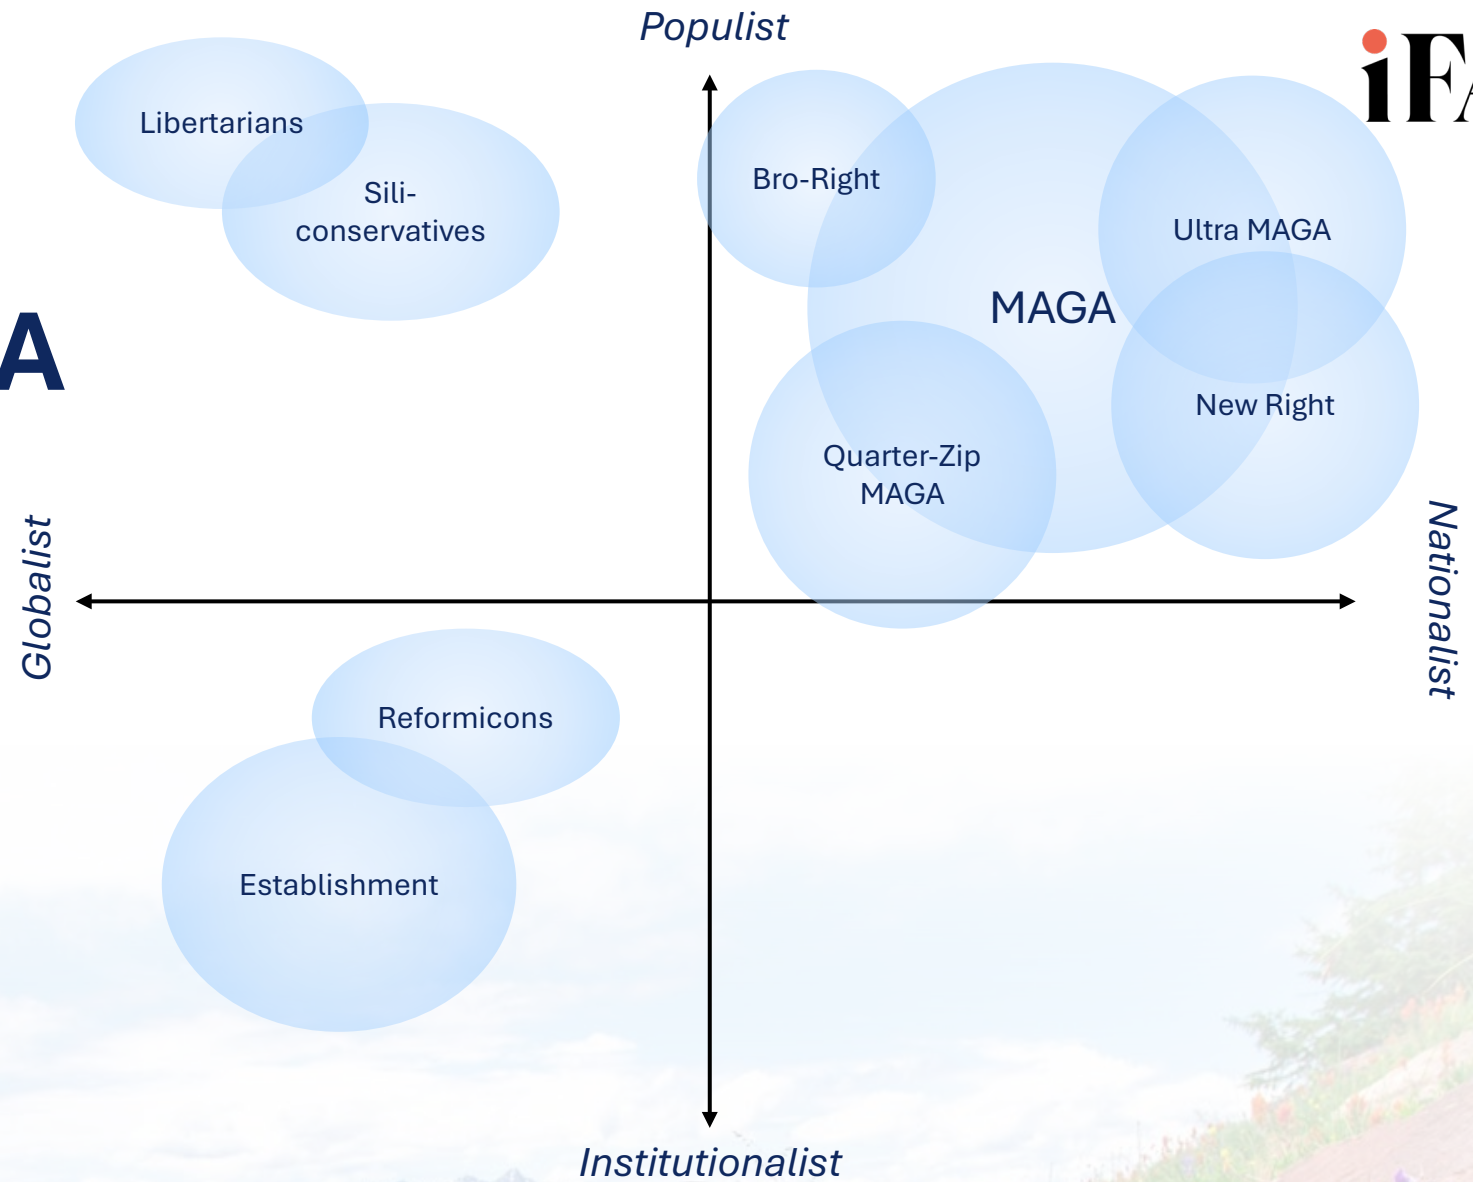 Populist
iFA
Libertarians
Sili-
conservatives
Bro-Right
Ultra MAGA
MAGA
A
New Right
Quarter-Zip
MAGA
Globalist
Nationalist
Reformicons
Establishment
Institutionalist